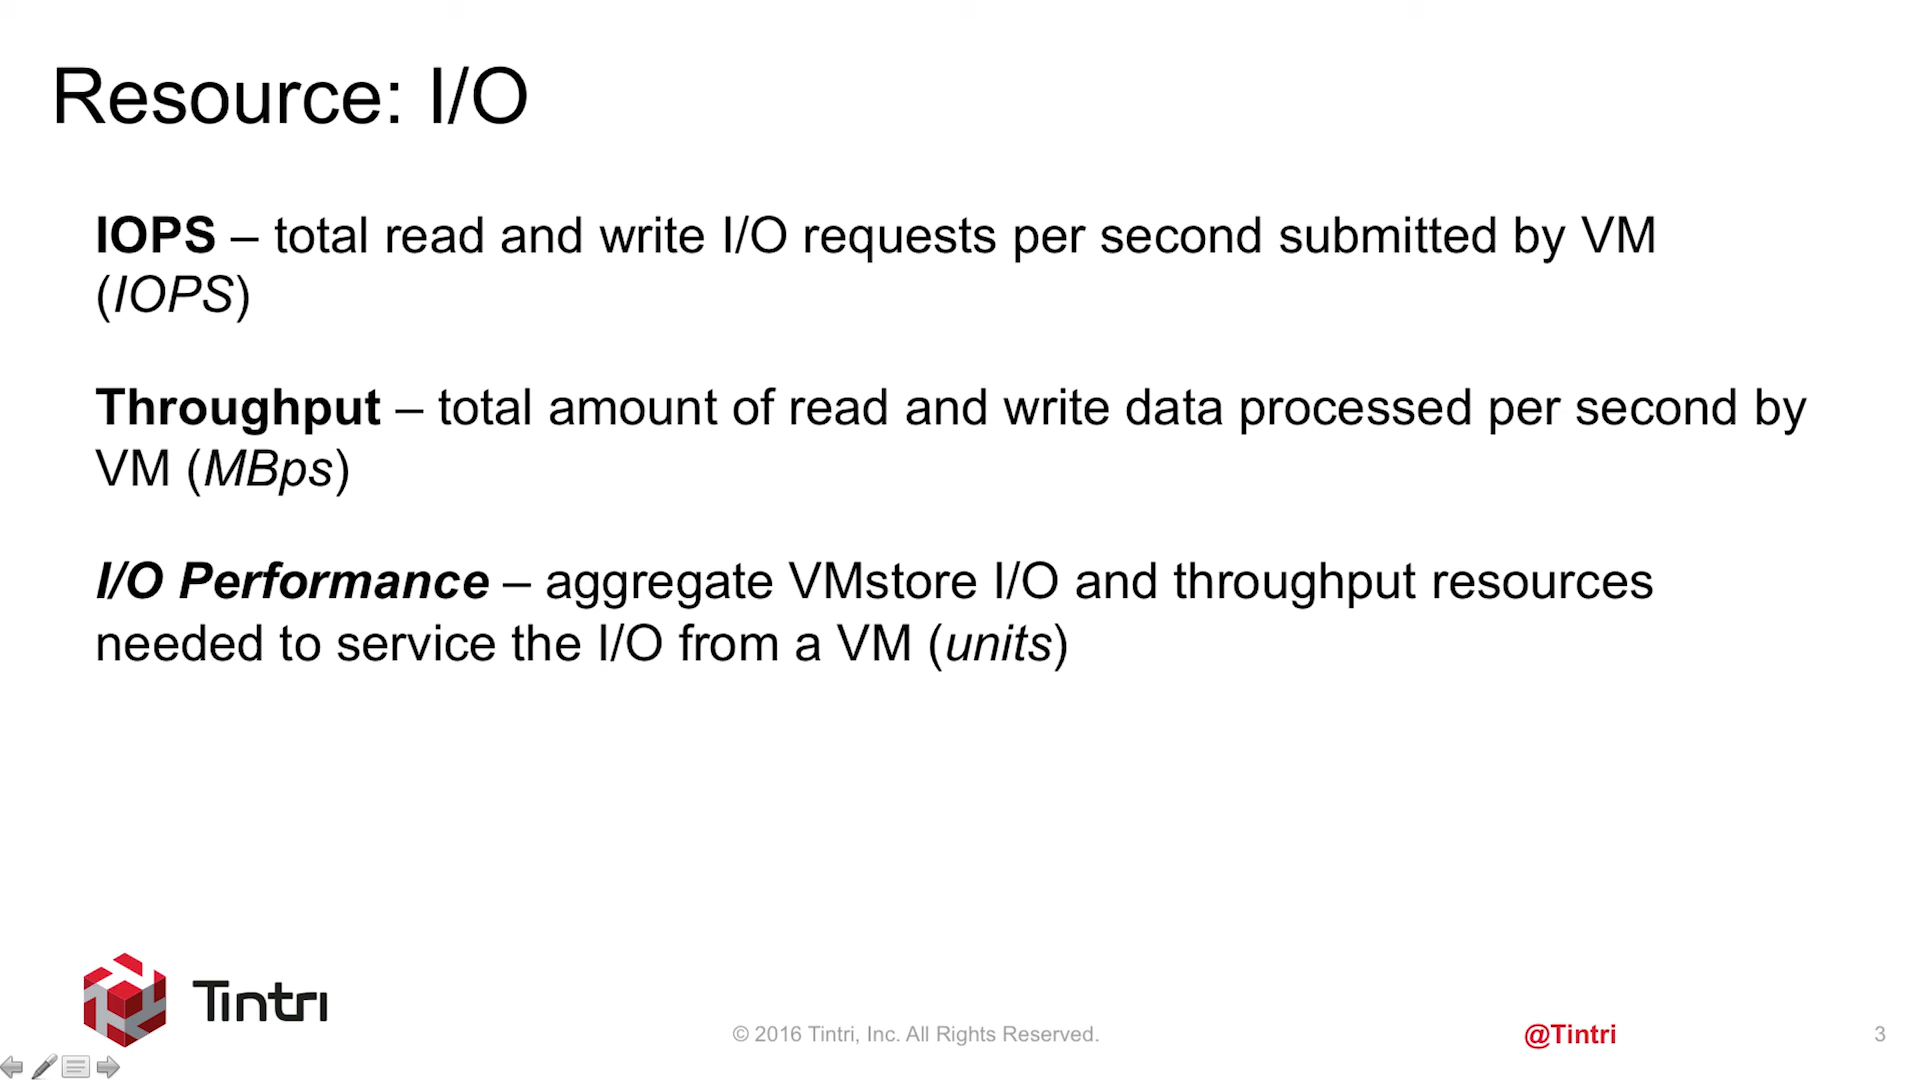 Resource: I/O
IOPS – total read and write I/O requests per second submitted by VM
(IOPS)
Throughput – total amount of read and write data processed per second by
VM (MBps)
I/O Performance – aggregate VMstore I/O and throughput resources
needed to service the I/O from a VM (units)
Tintri
© 2016 Tintri, Inc. All Rights Reserved.
@Tintri
3